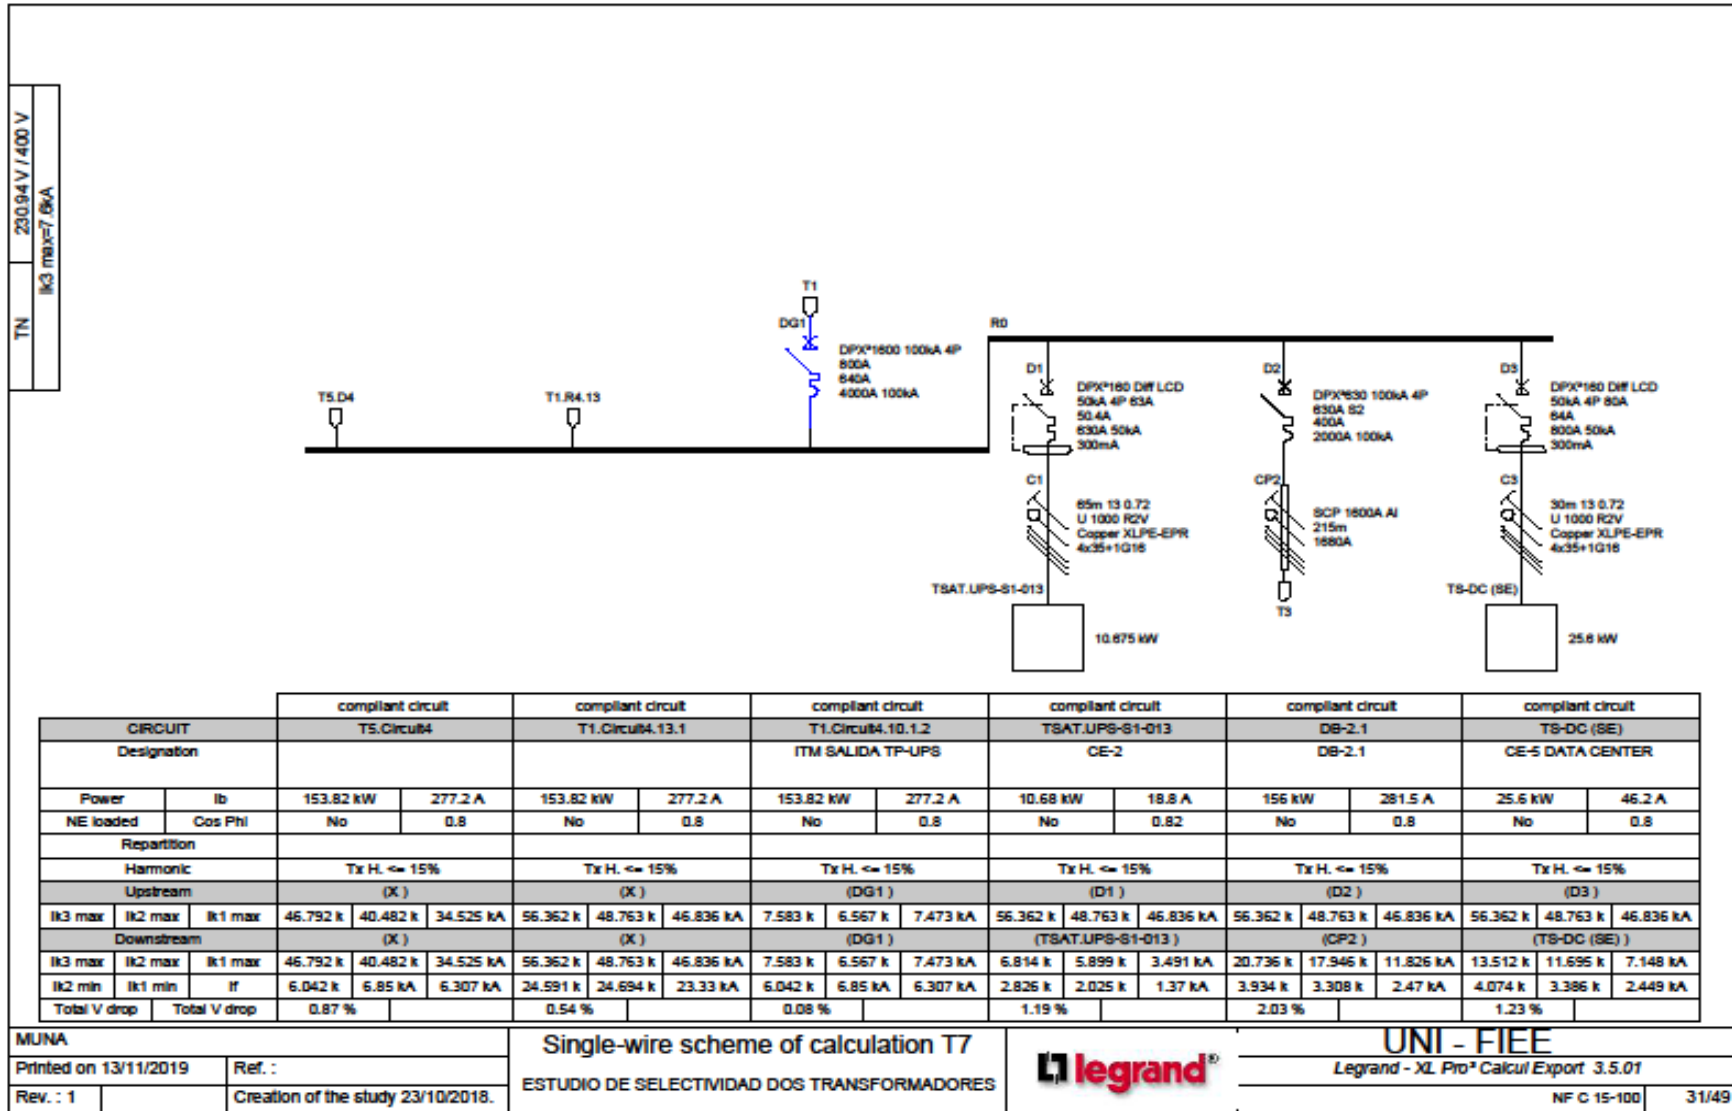 230.94 V / 400 V
Ik3 max=7.6kA
TN
T1
DG1
DPX³1600 100kA 4P
800A
640A
4000A 100kA
T5.D4
T1.R4.13
R0
D1
DPX³160 Diff LCD
50kA 4P 63A
50.4A
630A 50kA
300mA
C1
65m 13 0.72
U 1000 R2V
Copper XLPE-EPR
4x35+1G16
TSAT.UPS-S1-013
10.675 kW
D2
DPX³630 100kA 4P
630A S2
400A
2000A 100kA
CP2
SCP 1600A Al
215m
1680A
T3
D3
DPX³160 Diff LCD
50kA 4P 80A
64A
800A 50kA
300mA
C3
30m 13 0.72
U 1000 R2V
Copper XLPE-EPR
4x35+1G16
TS-DC (SE)
25.6 kW
compliant circuit compliant circuit compliant circuit compliant circuit compliant circuit compliant circuit
CIRCUIT T5.Circuit4 T1.Circuit4.13.1 T1.Circuit4.10.1.2 TSAT.UPS-S1-013 DB-2.1 TS-DC (SE)
Designation ITM SALIDA TP-UPS CE-2 DB-2.1 CE-5 DATA CENTER
Power Ib 153.82 kW 277.2 A 153.82 kW 277.2 A 153.82 kW 277.2 A 10.68 kW 18.8 A 156 kW 281.5 A 25.6 kW 46.2 A
NE loaded Cos Phi No 0.8 No 0.8 No 0.8 No 0.82 No 0.8 No 0.8
Repartition
Harmonic Tx H. <= 15% Tx H. <= 15% Tx H. <= 15% Tx H. <= 15% Tx H. <= 15% Tx H. <= 15%
Upstream (X ) (X ) (DG1 ) (D1 ) (D2 ) (D3 )
Ik3 max Ik2 max Ik1 max 46.792 k 40.482 k 34.525 kA 56.362 k 48.763 k 46.836 kA 7.583 k 6.567 k 7.473 kA 56.362 k 48.763 k 46.836 kA 56.362 k 48.763 k 46.836 kA 56.362 k 48.763 k 46.836 kA
Downstream (X ) (X ) (DG1 ) (TSAT.UPS-S1-013 ) (CP2 ) (TS-DC (SE) )
Ik3 max Ik2 max Ik1 max 46.792 k 40.482 k 34.525 kA 56.362 k 48.763 k 46.836 kA 7.583 k 6.567 k 7.473 kA 6.814 k 5.899 k 3.491 kA 20.736 k 17.946 k 11.826 kA 13.512 k 11.695 k 7.148 kA
Ik2 min Ik1 min If 6.042 k 6.85 kA 6.307 kA 24.591 k 24.694 k 23.33 kA 6.042 k 6.85 kA 6.307 kA 2.826 k 2.025 k 1.37 kA 3.934 k 3.308 k 2.47 kA 4.074 k 3.386 k 2.449 kA
Total V drop Total V drop 0.87 % 0.54 % 0.08 % 1.19 % 2.03 % 1.23 %
MUNA
Printed on 13/11/2019 Ref. :
Rev. : 1 Creation of the study 23/10/2018.
Single-wire scheme of calculation T7
ESTUDIO DE SELECTIVIDAD DOS TRANSFORMADORES
legrand®
UNI - FIEE
Legrand - XL Pro³ Calcul Export 3.5.01
NF C 15-100 31/49